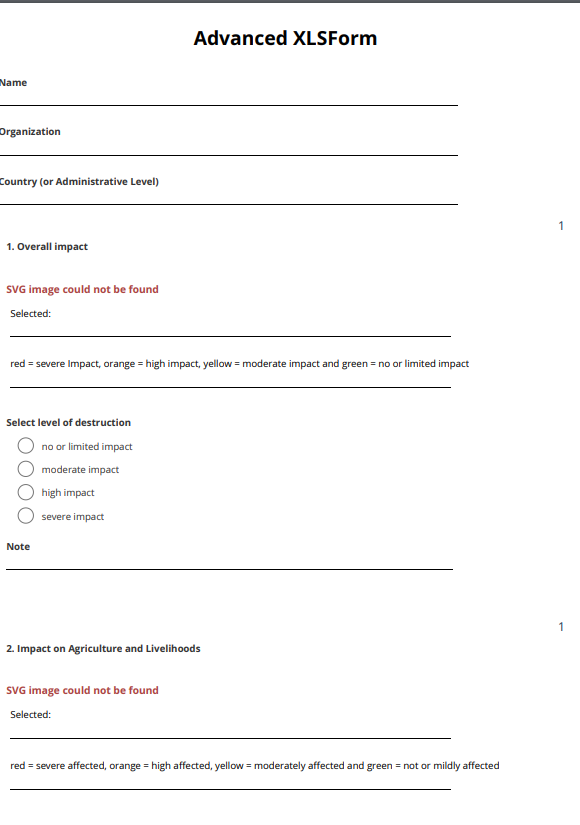 Advanced XLSForm
Name
Organization
Country (or Administrative Level)
1
1. Overall impact
SVG image could not be found
Selected:
red = severe Impact, orange = high impact, yellow = moderate impact and green = no or limited impact
Select level of destruction
no or limited impact
moderate impact
high impact
severe impact
Note
1
2. Impact on Agriculture and Livelihoods
SVG image could not be found
Selected:
red = severe affected, orange = high affected, yellow = moderately affected and green = not or mildly affected